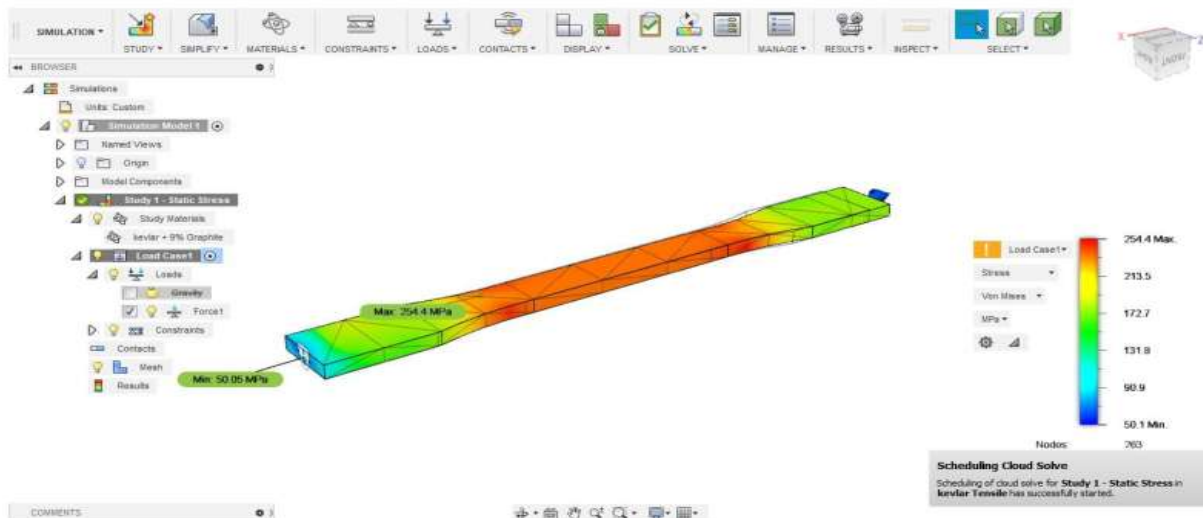 SIMULATION
STUDY
SIMPLIFY
MATERIALS
CONSTRAINTS
LOADS
CONTACTS
DISPLAY
SOLVE
MANAGE
RESULTS
INSPECT
SELECT
BROWSER
Simulations
Units: Custom
Simulation Model 1
Named Views
Origin
Model Components
Study 1 - Static Stress
Study Materials
kevlar + 9% Graphite
Load Case1
Loads
Gravity
Force1
Constraints
Contacts
Mesh
Results
Max: 254.4 MPa
Min: 50.05 MPa
X
Z
FRONT
Load Case1
Stress
Von Mises
MPa
254.4 Max.
213.5
172.7
131.8
90.9
50.1 Min.
Nodos: 263
Scheduling Cloud Solve
Scheduling of cloud solve for Study 1 - Static Stress in
kevlar Tensile has successfully started.
COMMENTS